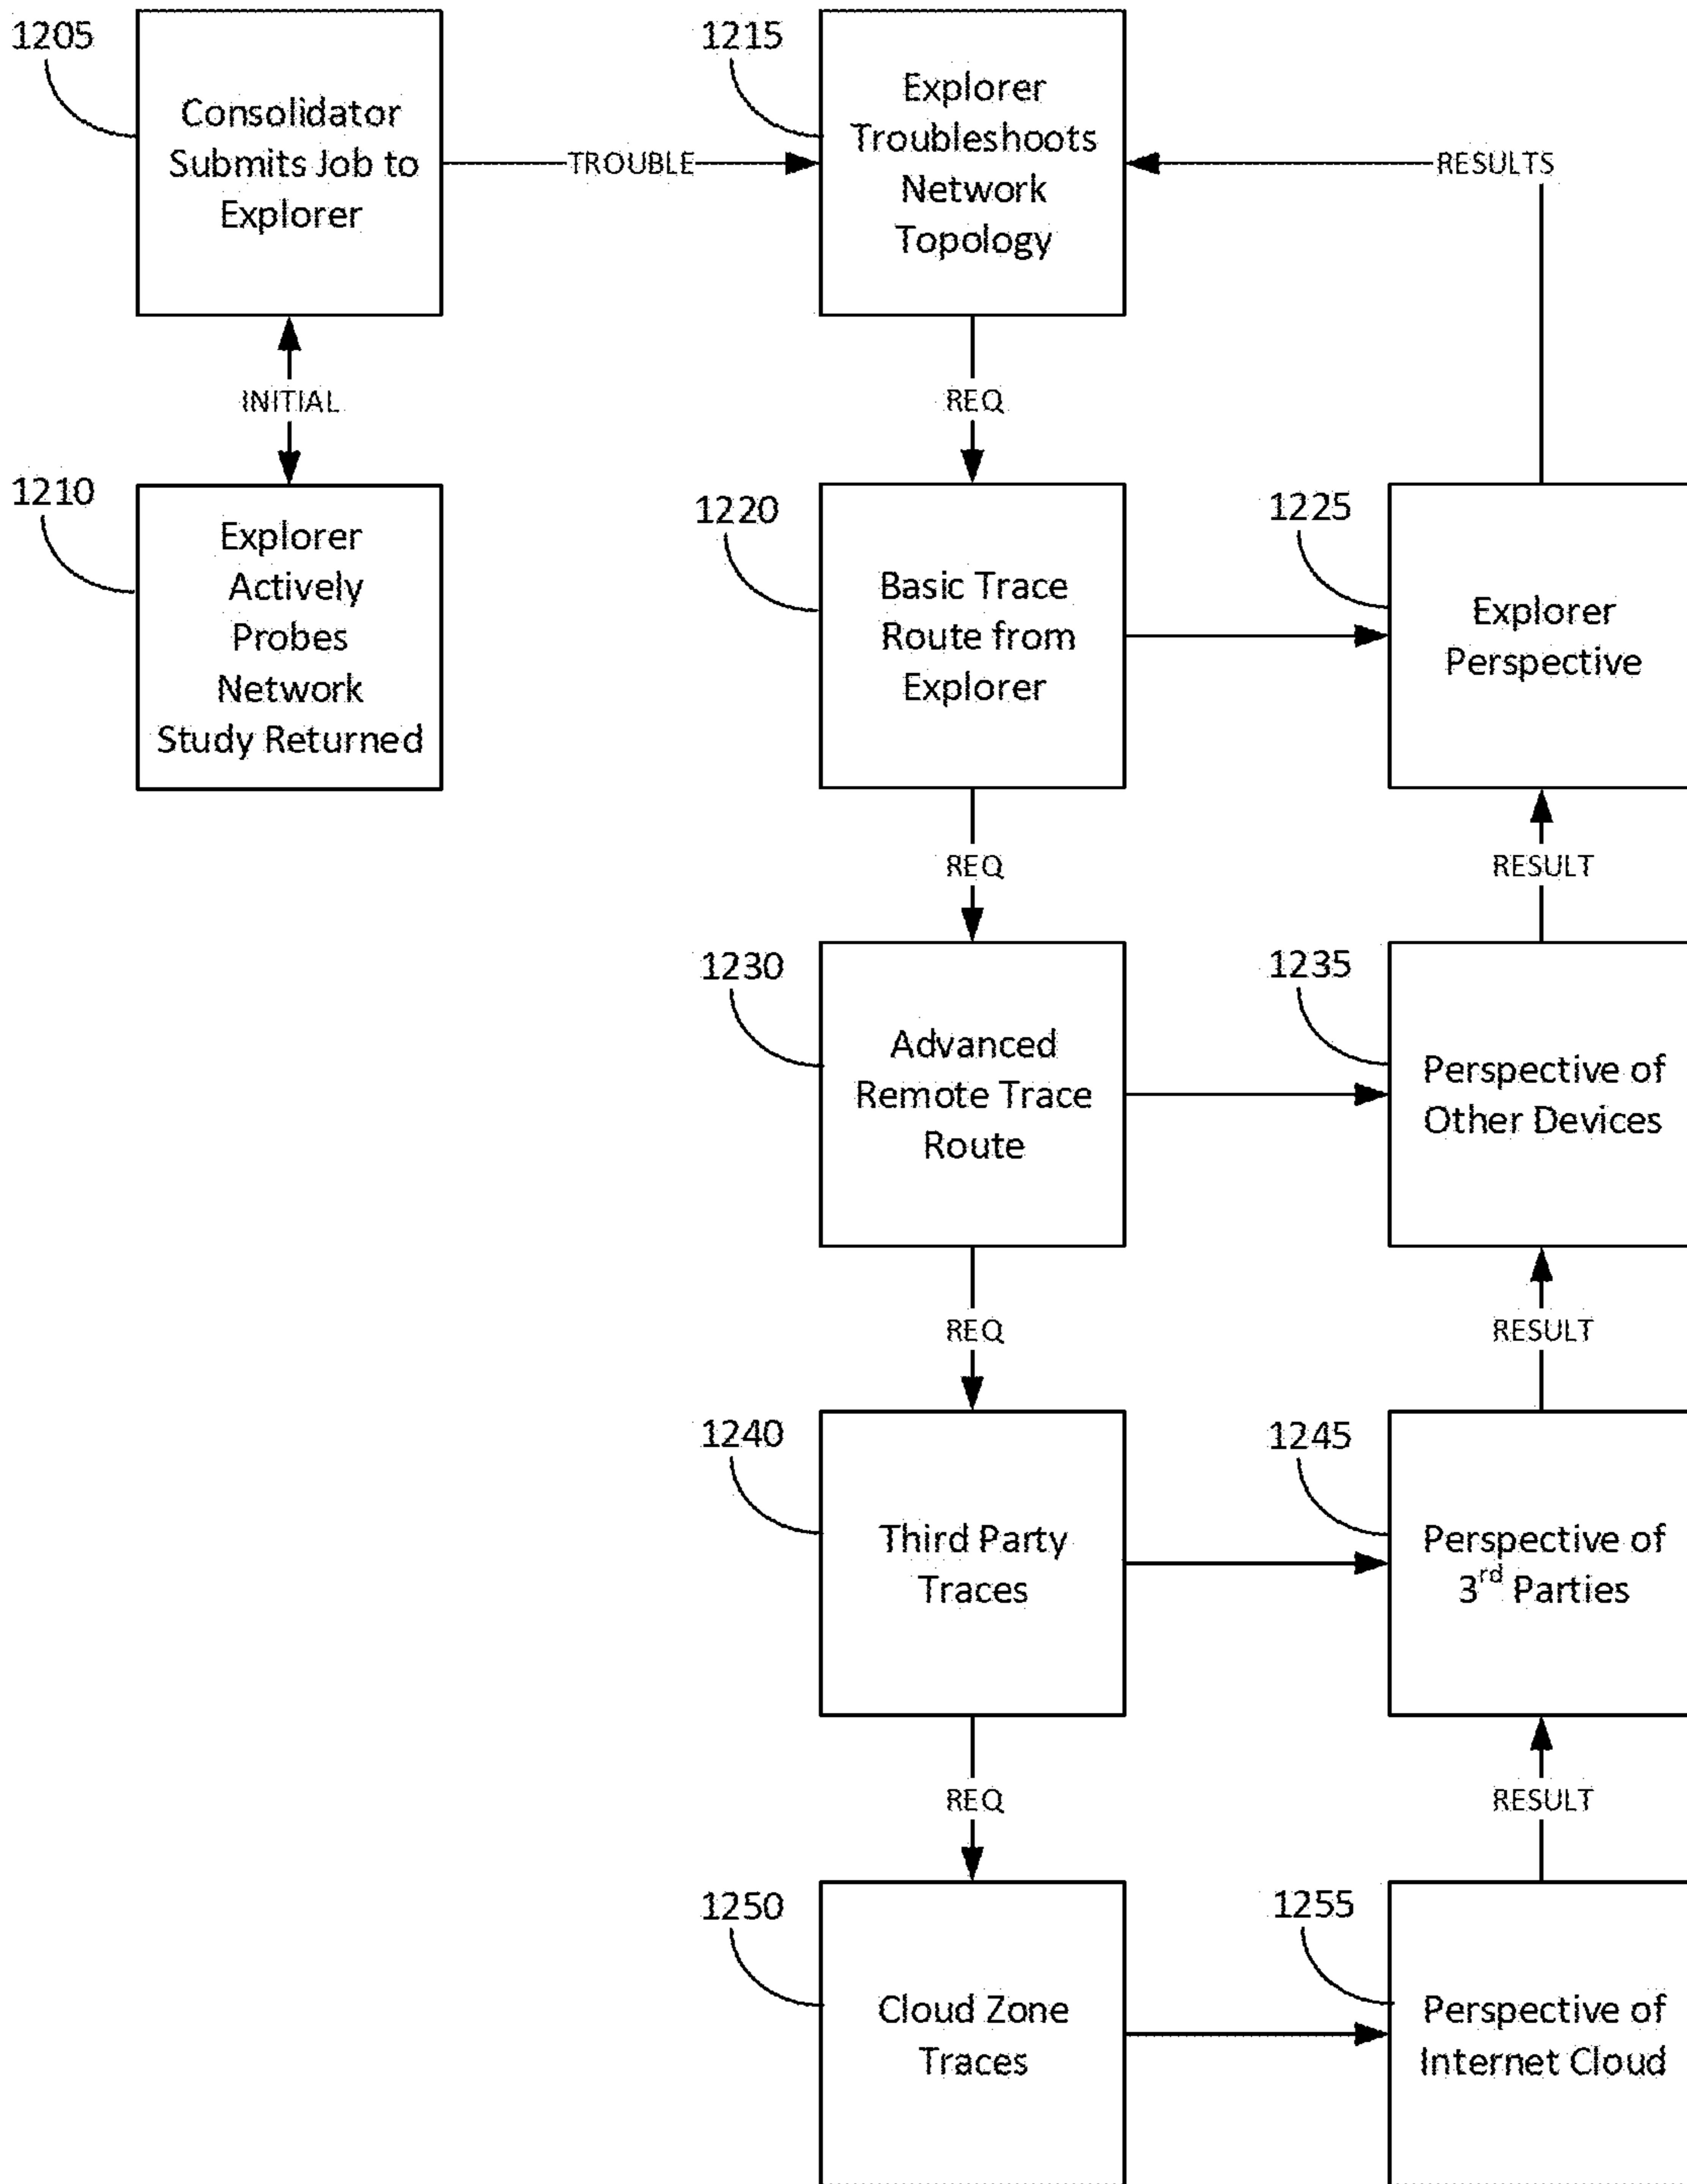 1205
Consolidator
Submits Job to
Explorer
TROUBLE
1215
Explorer
Troubleshoots
Network
Topology
RESULTS
INITIAL
REQ
1210
Explorer
Actively
Probes
Network
Study Returned
1220
Basic Trace
Route from
Explorer
1225
Explorer
Perspective
REQ
RESULT
1230
Advanced
Remote Trace
Route
1235
Perspective of
Other Devices
REQ
RESULT
1240
Third Party
Traces
1245
Perspective of
3rd Parties
REQ
RESULT
1250
Cloud Zone
Traces
1255
Perspective of
Internet Cloud